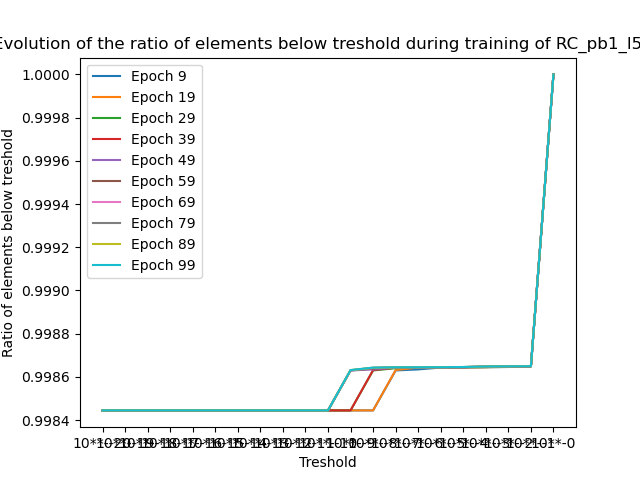 Evolution of the ratio of elements below treshold during training of RC_pb1_l5
Ratio of elements below treshold
1.0000
0.9998
0.9996
0.9994
0.9992
0.9990
0.9988
0.9986
0.9984
Epoch 9
Epoch 19
Epoch 29
Epoch 39
Epoch 49
Epoch 59
Epoch 69
Epoch 79
Epoch 89
Epoch 99
Treshold